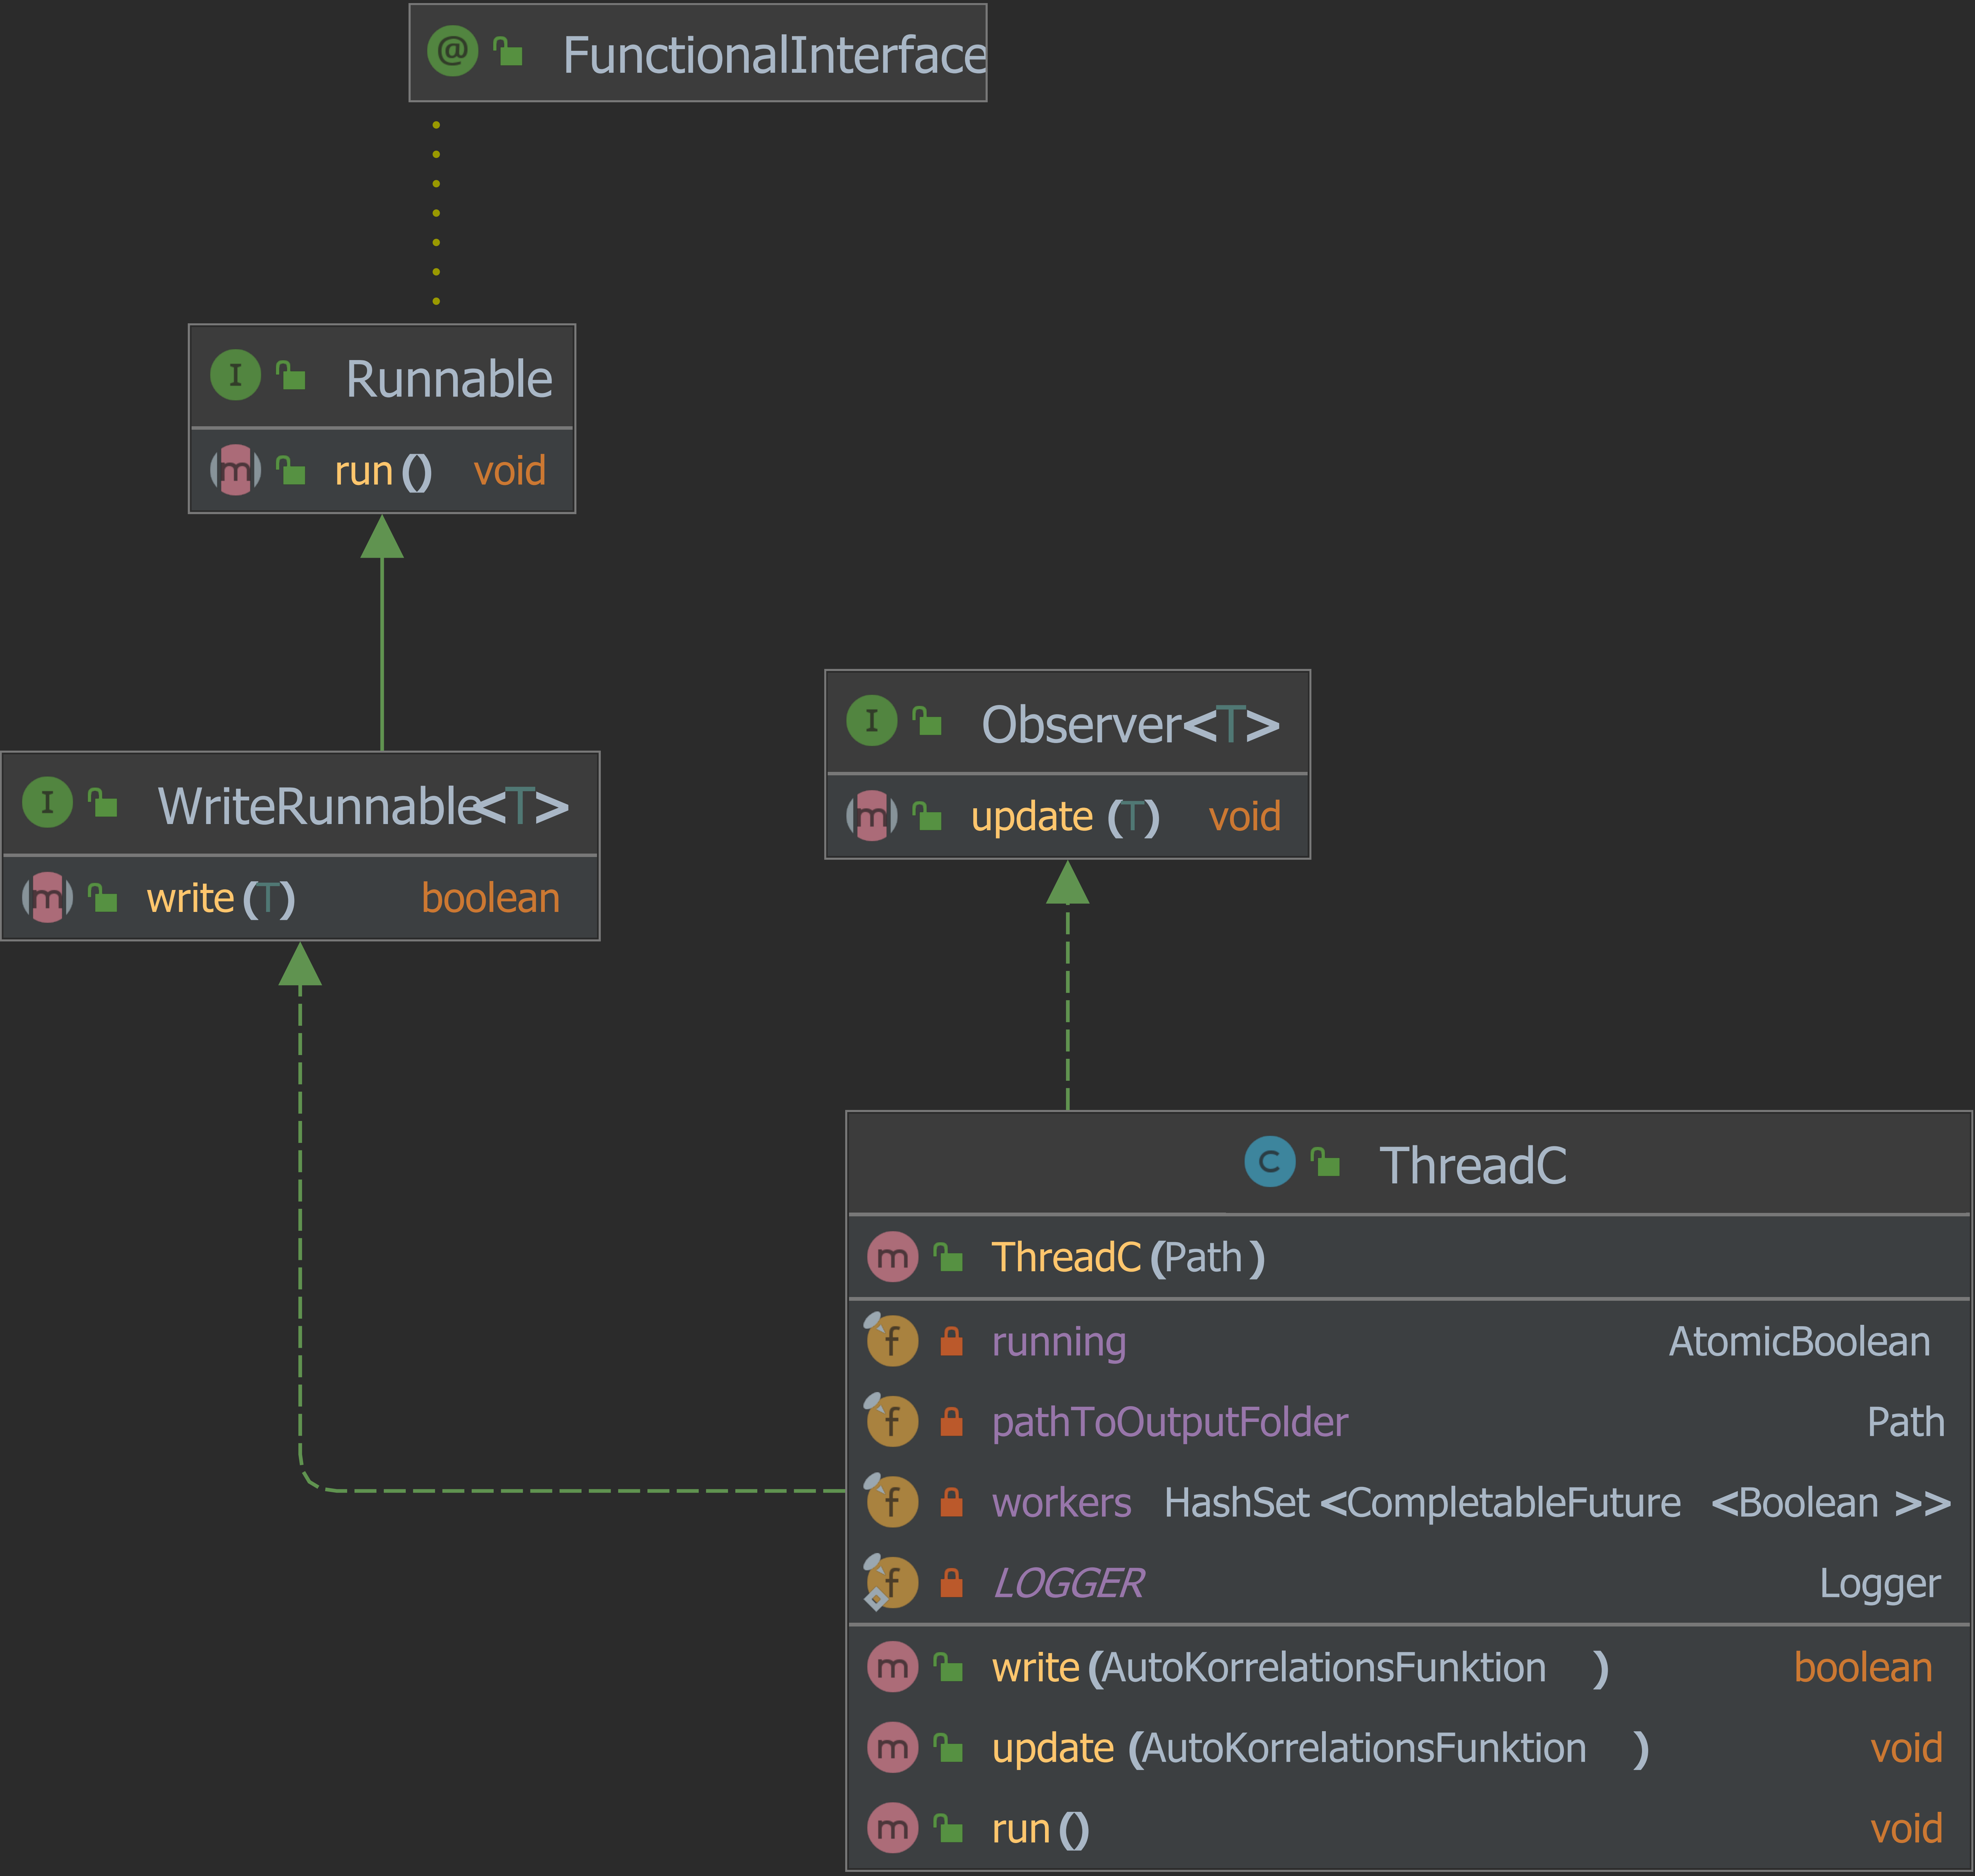 @ FunctionalInterface
I Runnable
m run() void
I WriteRunnable<T>
m write(T) boolean
I Observer<T>
m update(T) void
C ThreadC
m ThreadC(Path)
f running AtomicBoolean
f pathToOutputFolder Path
f workers HashSet<CompletableFuture<Boolean>>
f LOGGER Logger
m write(AutoKorrelationsFunktion) boolean
m update(AutoKorrelationsFunktion) void
m run() void